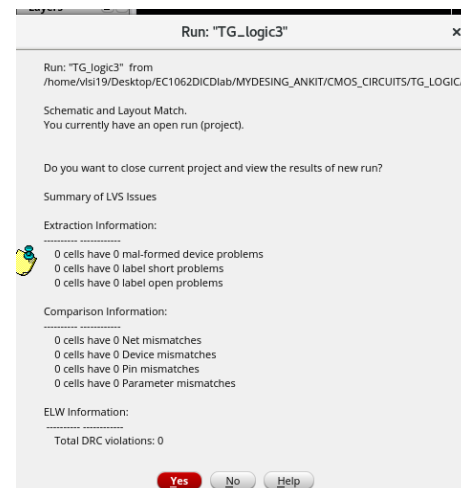 Layers
Run: "TG_logic3"
×
Run: "TG_logic3" from
/home/vlsi19/Desktop/EC1062DICDlab/MYDESING_ANKIT/CMOS_CIRCUITS/TG_LOGIC/
Schematic and Layout Match.
You currently have an open run (project).
Do you want to close current project and view the results of new run?
Summary of LVS Issues
Extraction Information:
---------- ------------
0 cells have 0 mal-formed device problems
0 cells have 0 label short problems
0 cells have 0 label open problems
Comparison Information:
---------- ------------
0 cells have 0 Net mismatches
0 cells have 0 Device mismatches
0 cells have 0 Pin mismatches
0 cells have 0 Parameter mismatches
ELW Information:
---------- ------------
Total DRC violations: 0
Yes No Help